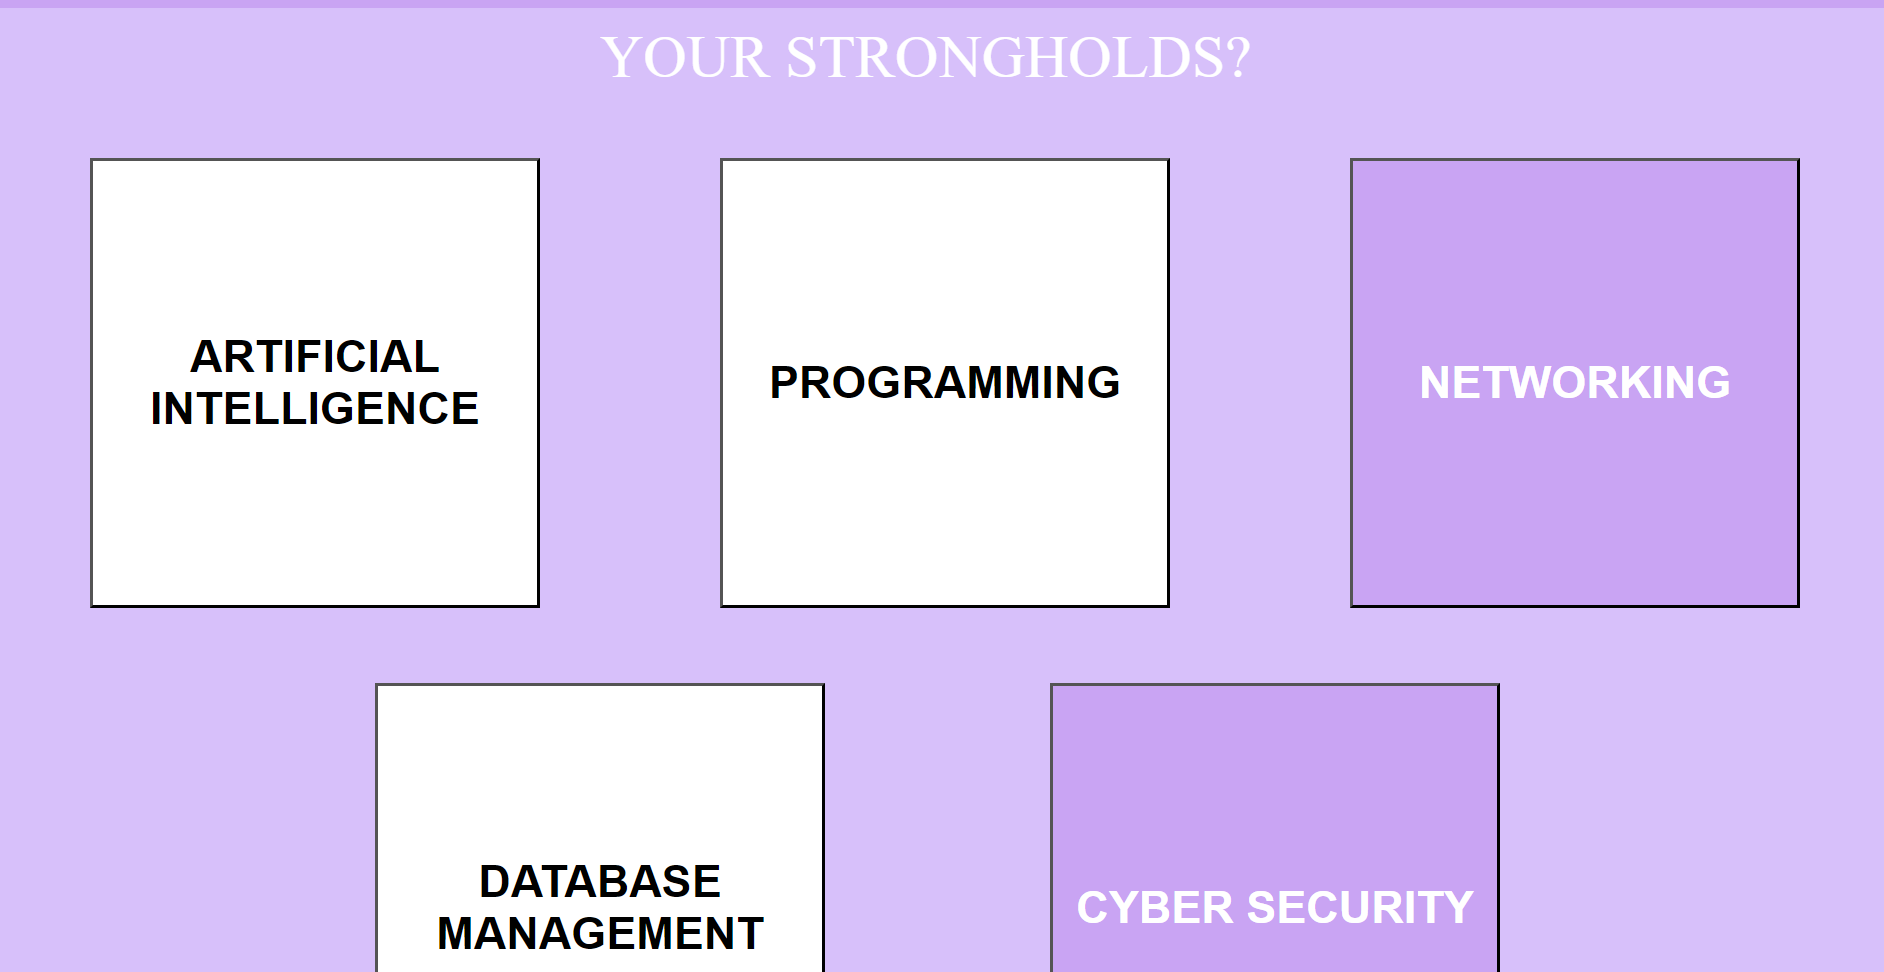 YOUR STRONGHOLDS?
ARTIFICIAL
INTELLIGENCE
PROGRAMMING
NETWORKING
DATABASE
MANAGEMENT
CYBER SECURITY